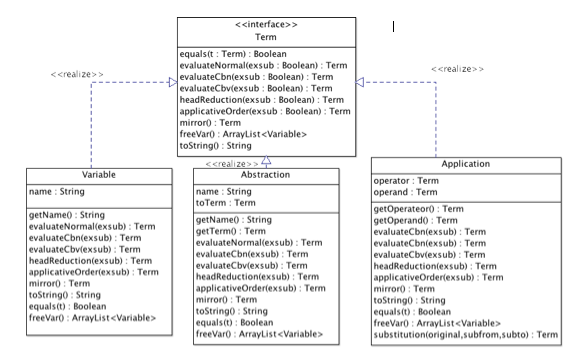 <<interface>>
Term
equals(t : Term) : Boolean
evaluateNormal(exsub : Boolean) : Term
evaluateCbn(exsub : Boolean) : Term
evaluateCbv(exsub : Boolean) : Term
headReduction(exsub : Boolean) : Term
applicativeOrder(exsub : Boolean) : Term
mirror() : Term
freeVar() : ArrayList<Variable>
toString() : String
<<realize>>
<<realize>>
<<realize>>
Variable
name : String
getName() : String
evaluateNormal(exsub) : Term
evaluateCbn(exsub) : Term
evaluateCbv(exsub) : Term
headReduction(exsub) : Term
applicativeOrder(exsub) : Term
mirror() : Term
toString() : String
equals(t) : Boolean
freeVar() : ArrayList<Variable>
Abstraction
name : String
toTerm : Term
getName() : String
getTerm() : Term
evaluateNormal(exsub) : Term
evaluateCbn(exsub) : Term
evaluateCbv(exsub) : Term
headReduction(exsub) : Term
applicativeOrder(exsub) : Term
mirror() : Term
toString() : String
equals(t) : Boolean
freeVar() : ArrayList<Variable>
Application
operator : Term
operand : Term
getOperateor() : Term
getOperand() : Term
evaluateCbn(exsub) : Term
evaluateCbn(exsub) : Term
evaluateCbv(exsub) : Term
headReduction(exsub) : Term
applicativeOrder(exsub) : Term
mirror() : Term
toString() : String
equals(t) : Boolean
freeVar() : ArrayList<Variable>
substitution(original,subfrom,subto) : Term